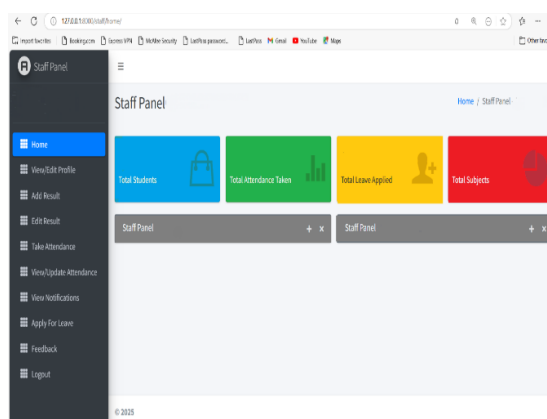 127.0.0.1:8000/staff/home/
Import favorites Booking.com Express VPN McAfee Security LastPass password... LastPass Gmail YouTube Maps
Staff Panel
Staff Panel
Home / Staff Panel
Home
View/Edit Profile
Add Result
Edit Result
Take Attendance
View/Update Attendance
View Notifications
Apply For Leave
Feedback
Logout
Total Students
Total Attendance Taken
Total Leave Applied
Total Subjects
Staff Panel + x
Staff Panel + x
© 2025